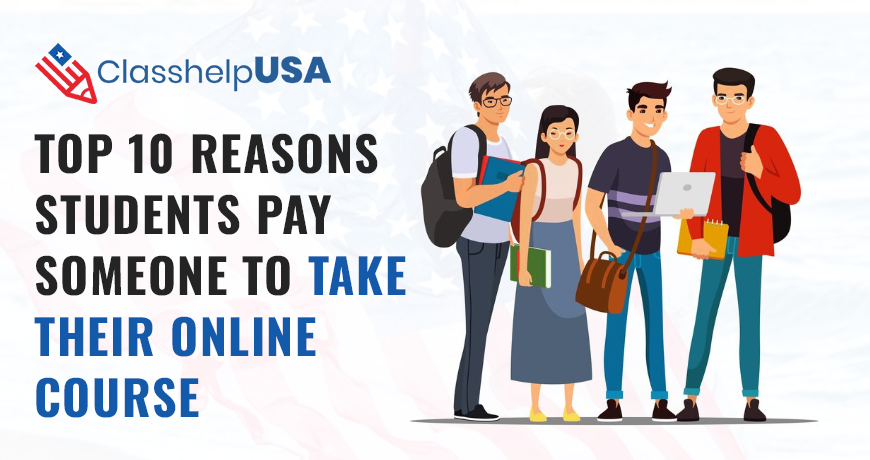 ClasshelpUSA
TOP 10 REASONS
STUDENTS PAY
SOMEONE TO TAKE
THEIR ONLINE
COURSE